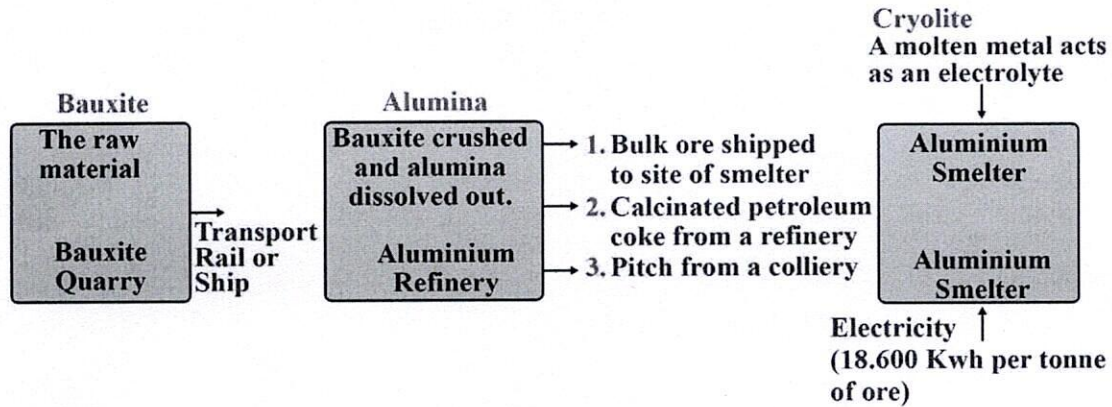 Cryolite
A molten metal acts
as an electrolyte
Bauxite
The raw
material
Bauxite
Quarry
Transport
Rail or
Ship
Alumina
Bauxite crushed
and alumina
dissolved out.
Aluminium
Refinery
1. Bulk ore shipped
to site of smelter
2. Calcinated petroleum
coke from a refinery
3. Pitch from a colliery
Aluminium
Smelter
Aluminium
Smelter
Electricity
(18.600 Kwh per tonne
of ore)